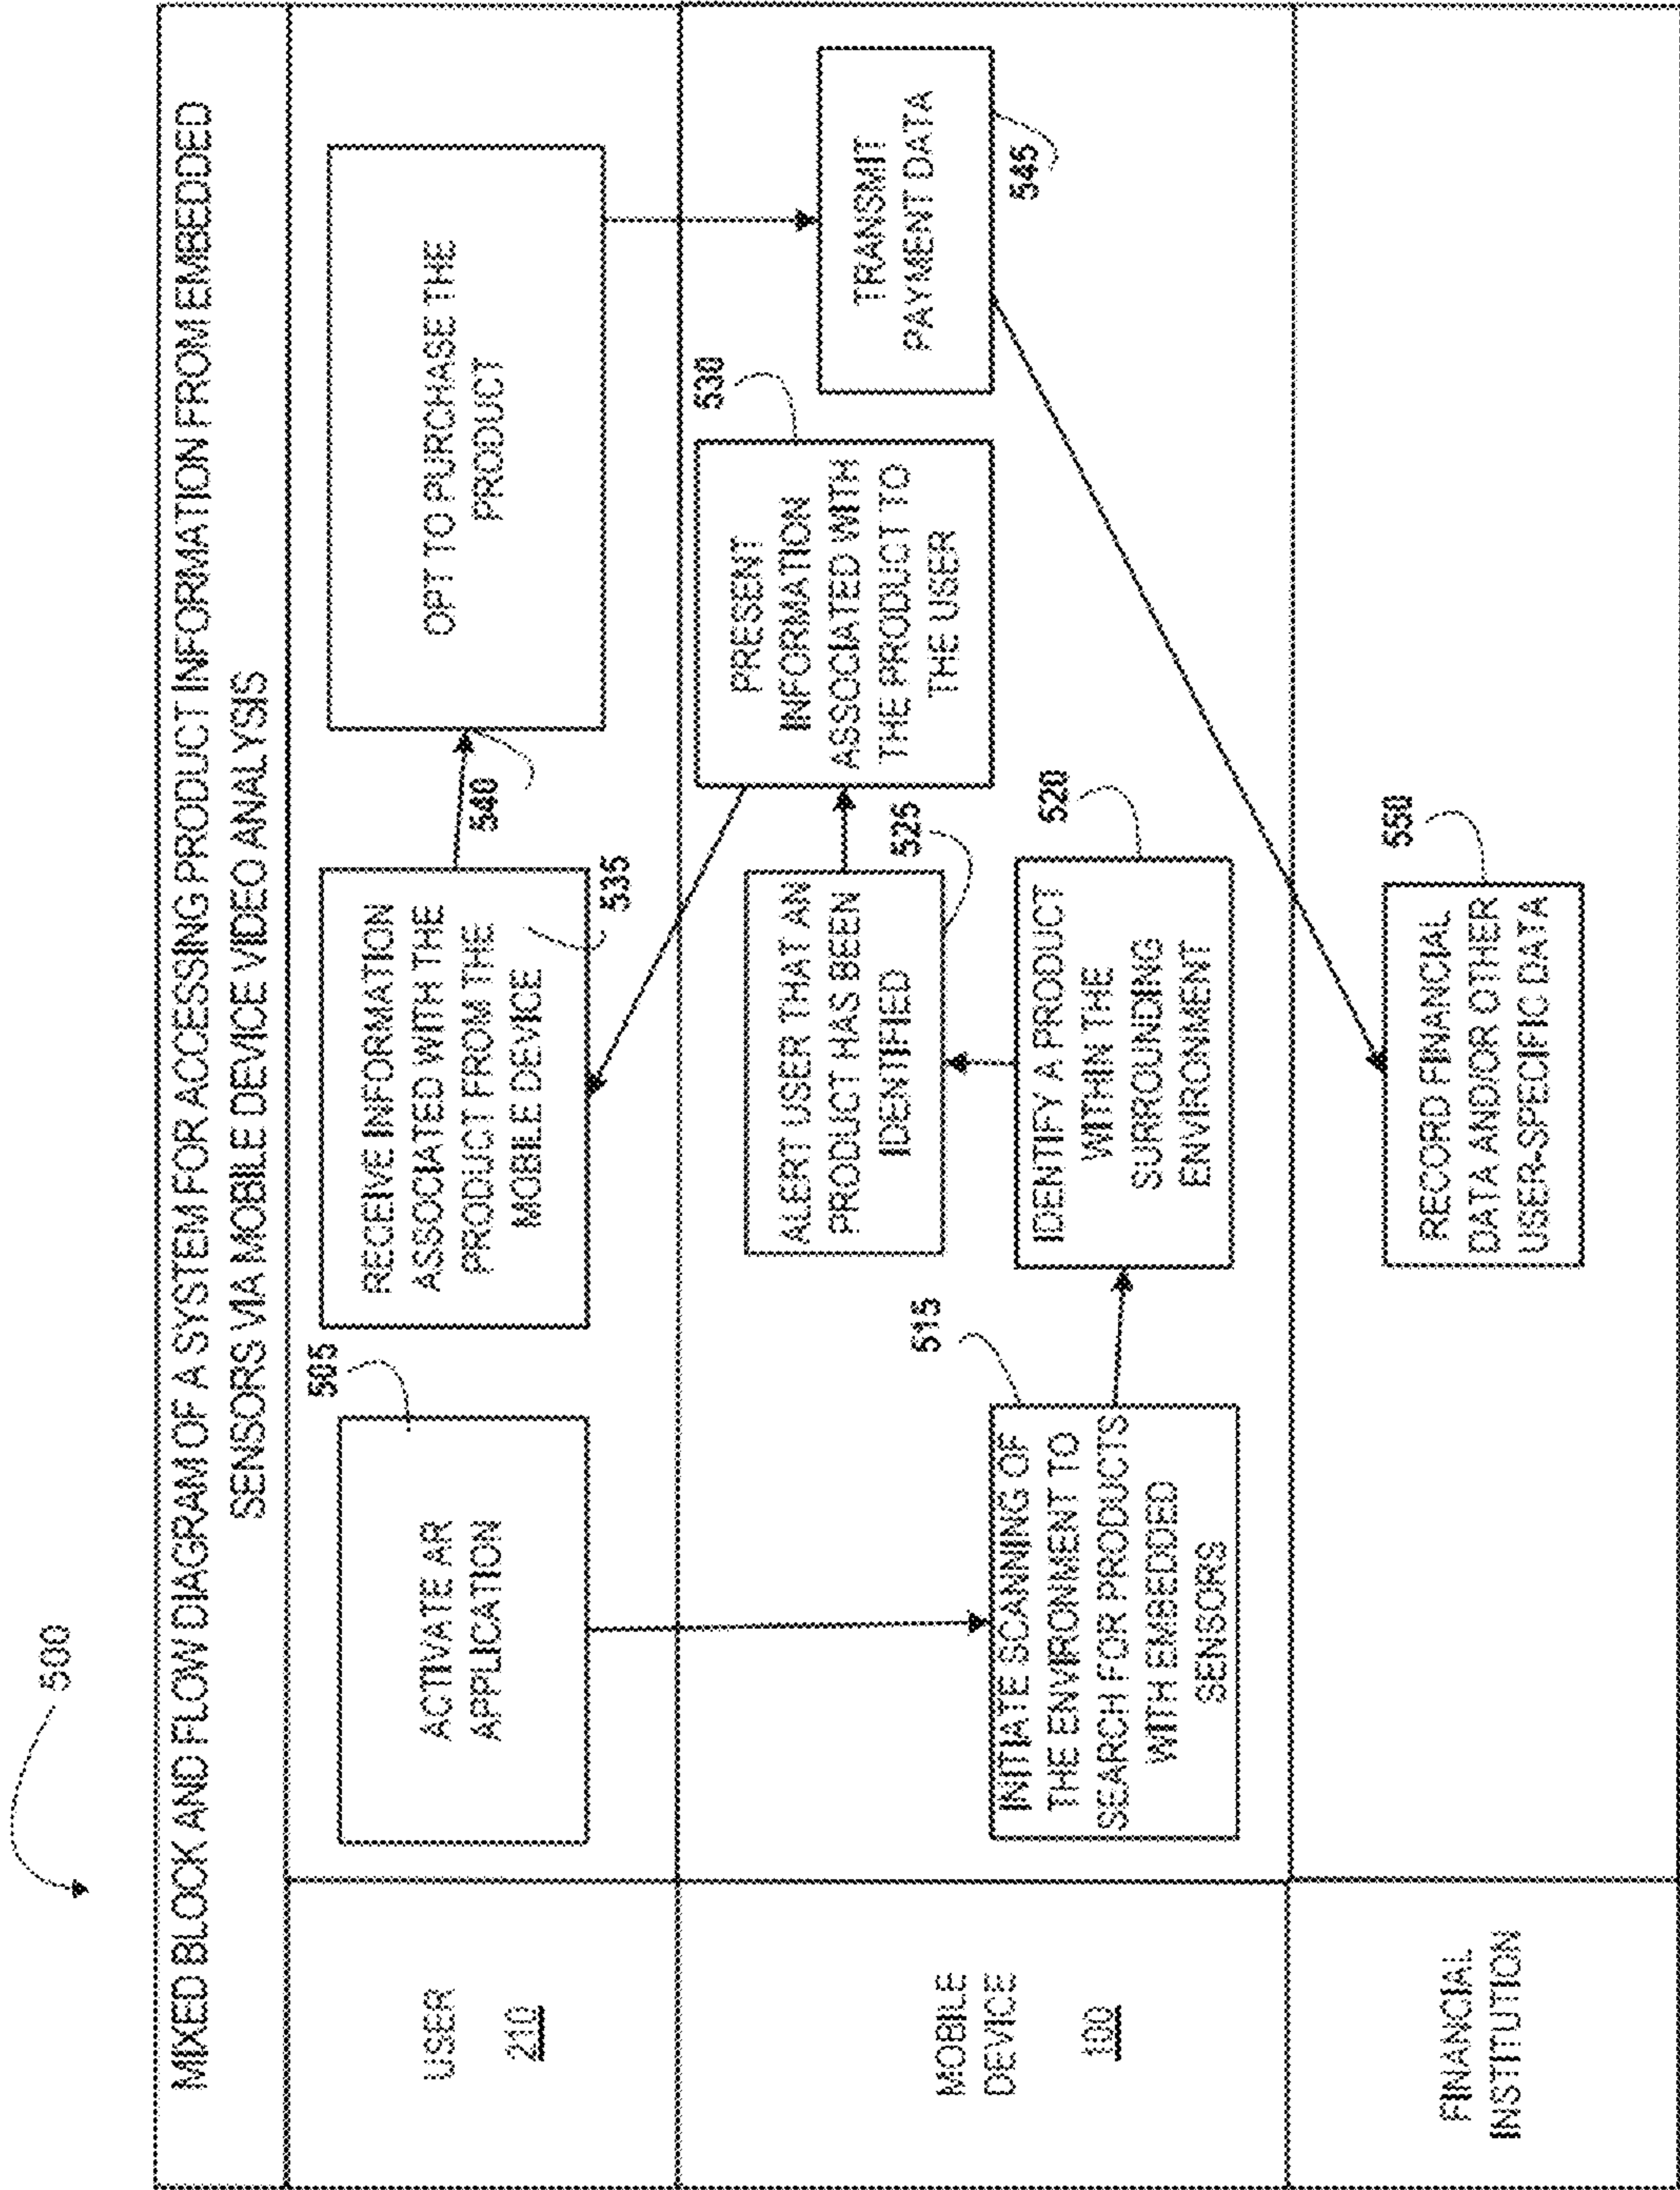 500
MIXED BLOCK AND FLOW DIAGRAM OF A SYSTEM FOR ACCESSING PRODUCT INFORMATION FROM EMBEDDED
SENSORS VIA MOBILE DEVICE VIDEO ANALYSIS
USER
210
505
ACTIVATE AR
APPLICATION
RECEIVE INFORMATION
ASSOCIATED WITH THE
PRODUCT FROM THE
MOBILE DEVICE
535
540
OPT TO PURCHASE THE
PRODUCT
MOBILE
DEVICE
100
515
INITIATE SCANNING OF
THE ENVIRONMENT TO
SEARCH FOR PRODUCTS
WITH EMBEDDED
SENSORS
ALERT USER THAT AN
PRODUCT HAS BEEN
IDENTIFIED
525
520
IDENTIFY A PRODUCT
WITHIN THE
SURROUNDING
ENVIRONMENT
530
PRESENT
INFORMATION
ASSOCIATED WITH
THE PRODUCT TO
THE USER
TRANSMIT
PAYMENT DATA
545
FINANCIAL
INSTITUTION
550
RECORD FINANCIAL
DATA AND/OR OTHER
USER-SPECIFIC DATA